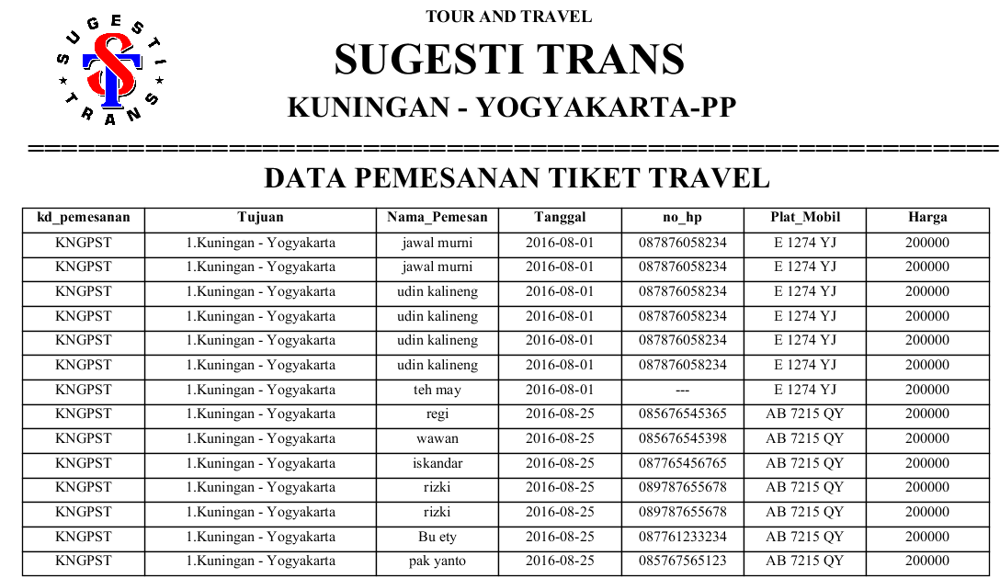 SUGESTI
TRANS
ST
TOUR AND TRAVEL
SUGESTI TRANS
KUNINGAN - YOGYAKARTA-PP
DATA PEMESANAN TIKET TRAVEL
kd_pemesanan Tujuan Nama_Pemesan Tanggal no_hp Plat_Mobil Harga
KNGPST 1.Kuningan - Yogyakarta jawal murni 2016-08-01 087876058234 E 1274 YJ 200000
KNGPST 1.Kuningan - Yogyakarta jawal murni 2016-08-01 087876058234 E 1274 YJ 200000
KNGPST 1.Kuningan - Yogyakarta udin kalineng 2016-08-01 087876058234 E 1274 YJ 200000
KNGPST 1.Kuningan - Yogyakarta udin kalineng 2016-08-01 087876058234 E 1274 YJ 200000
KNGPST 1.Kuningan - Yogyakarta udin kalineng 2016-08-01 087876058234 E 1274 YJ 200000
KNGPST 1.Kuningan - Yogyakarta udin kalineng 2016-08-01 087876058234 E 1274 YJ 200000
KNGPST 1.Kuningan - Yogyakarta teh may 2016-08-01 --- E 1274 YJ 200000
KNGPST 1.Kuningan - Yogyakarta regi 2016-08-25 085676545365 AB 7215 QY 200000
KNGPST 1.Kuningan - Yogyakarta wawan 2016-08-25 085676545398 AB 7215 QY 200000
KNGPST 1.Kuningan - Yogyakarta iskandar 2016-08-25 087765456765 AB 7215 QY 200000
KNGPST 1.Kuningan - Yogyakarta rizki 2016-08-25 089787655678 AB 7215 QY 200000
KNGPST 1.Kuningan - Yogyakarta rizki 2016-08-25 089787655678 AB 7215 QY 200000
KNGPST 1.Kuningan - Yogyakarta Bu ety 2016-08-25 087761233234 AB 7215 QY 200000
KNGPST 1.Kuningan - Yogyakarta pak yanto 2016-08-25 085767565123 AB 7215 QY 200000